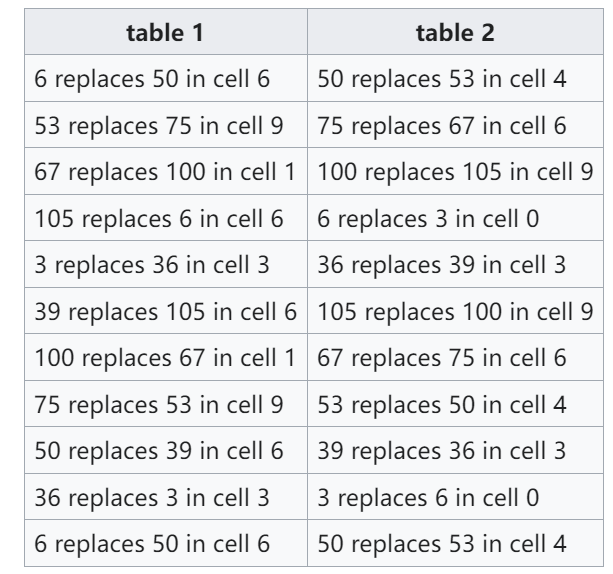 table 1 table 2
6 replaces 50 in cell 6 50 replaces 53 in cell 4
53 replaces 75 in cell 9 75 replaces 67 in cell 6
67 replaces 100 in cell 1 100 replaces 105 in cell 9
105 replaces 6 in cell 6 6 replaces 3 in cell 0
3 replaces 36 in cell 3 36 replaces 39 in cell 3
39 replaces 105 in cell 6 105 replaces 100 in cell 9
100 replaces 67 in cell 1 67 replaces 75 in cell 6
75 replaces 53 in cell 9 53 replaces 50 in cell 4
50 replaces 39 in cell 6 39 replaces 36 in cell 3
36 replaces 3 in cell 3 3 replaces 6 in cell 0
6 replaces 50 in cell 6 50 replaces 53 in cell 4